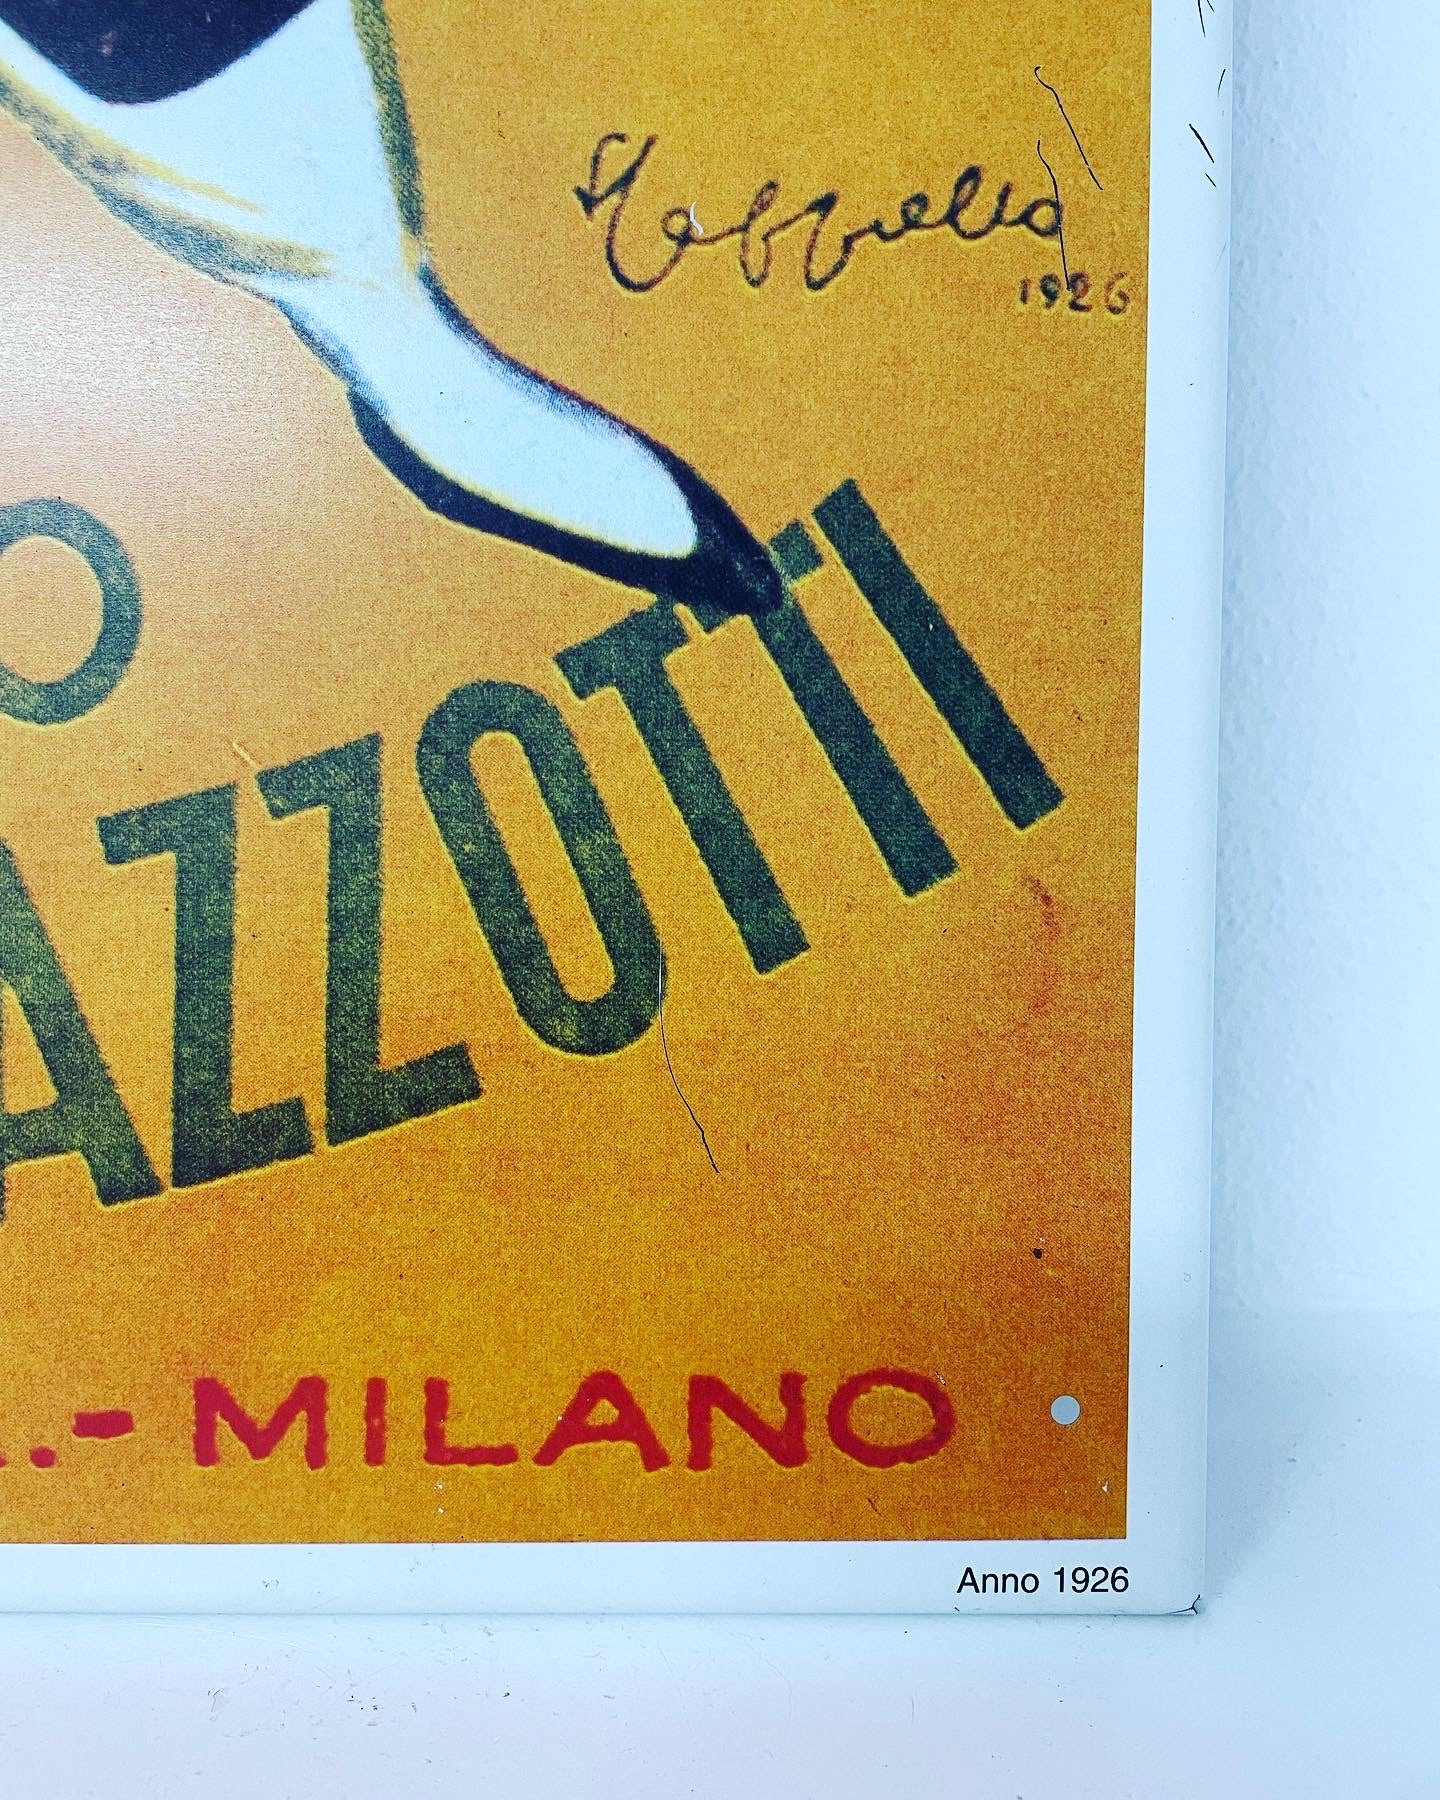 1926
O
AZZOTTI
A.- MILANO
Anno 1926